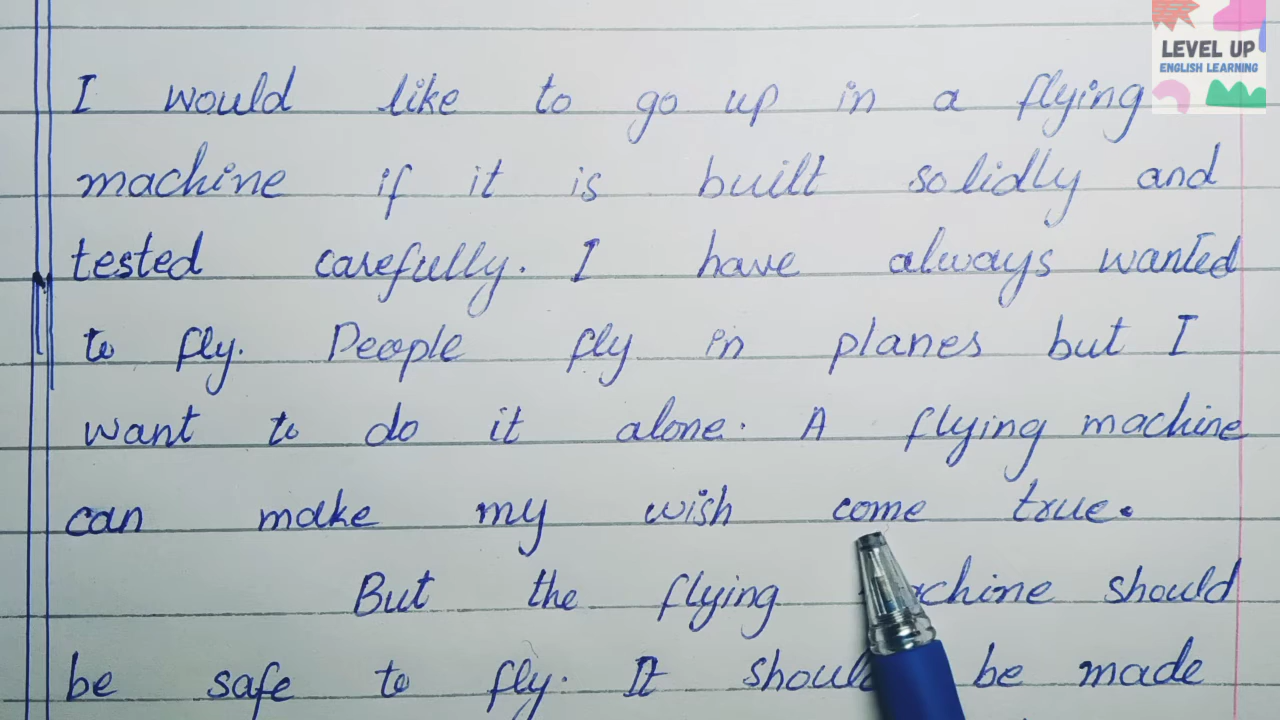 LEVEL UP
ENGLISH LEARNING
I would like to go up in a flying
machine if it is built solidly and
tested carefully. I have always wanted
to fly. People fly in planes but I
want to do it alone. A flying machine
can make my wish come true.
But the flying machine should
be safe to fly. It should be made